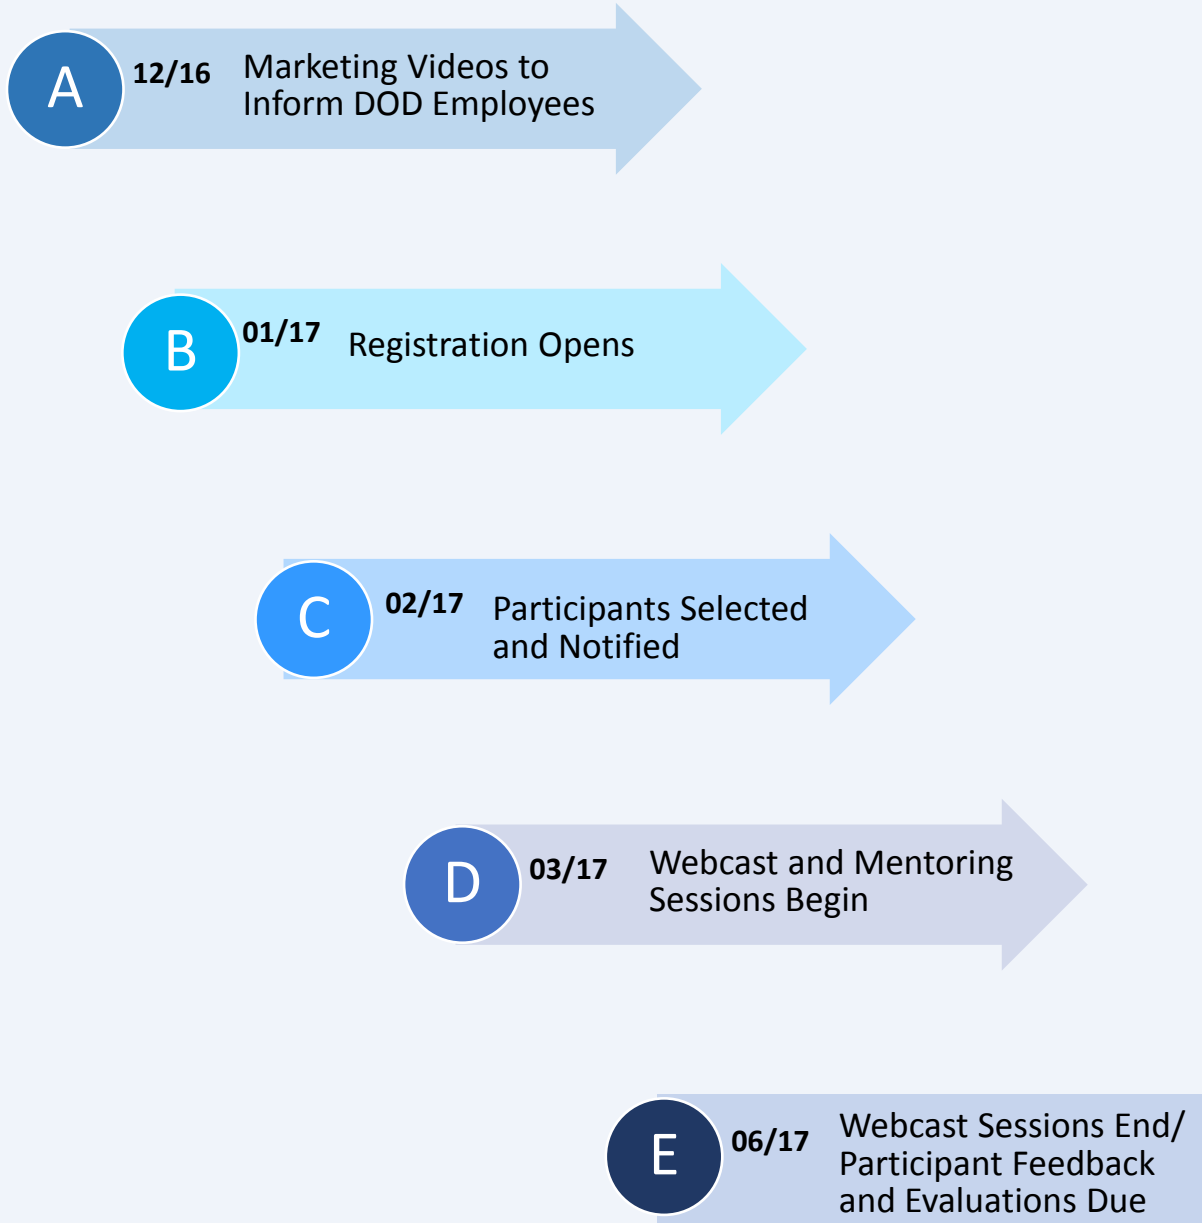 A
12/16
Marketing Videos to
Inform DOD Employees
B
01/17
Registration Opens
C
02/17
Participants Selected
and Notified
D
03/17
Webcast and Mentoring
Sessions Begin
E
06/17
Webcast Sessions End/
Participant Feedback
and Evaluations Due